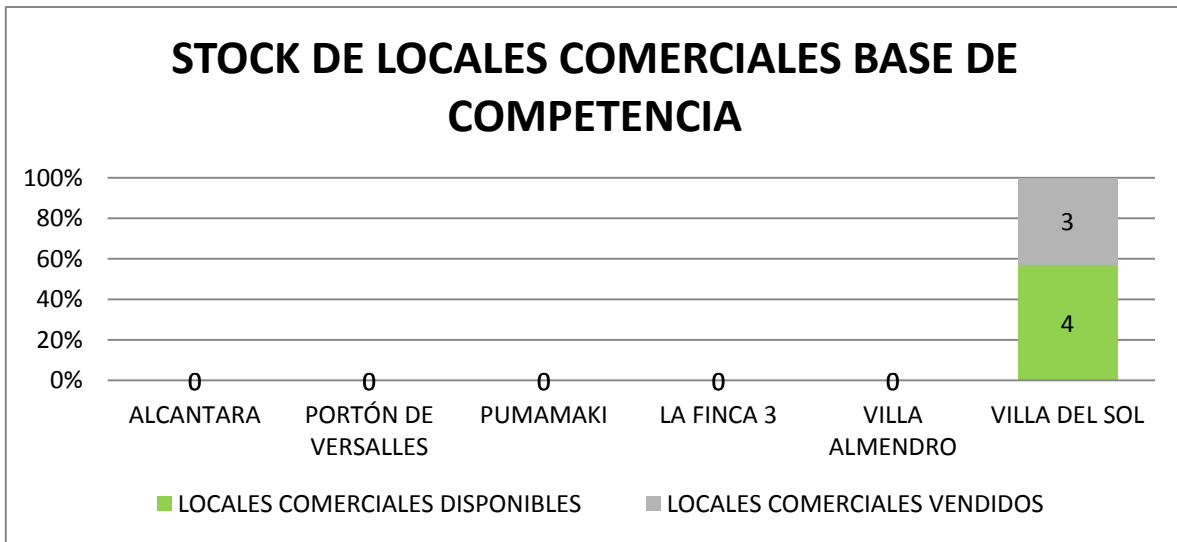 STOCK DE LOCALES COMERCIALES BASE DE
COMPETENCIA
100%
80%
60%
40%
20%
0%
3
4
0 0 0 0 0
ALCANTARA PORTÓN DE VERSALLES PUMAMAKI LA FINCA 3 VILLA ALMENDRO VILLA DEL SOL
LOCALES COMERCIALES DISPONIBLES LOCALES COMERCIALES VENDIDOS